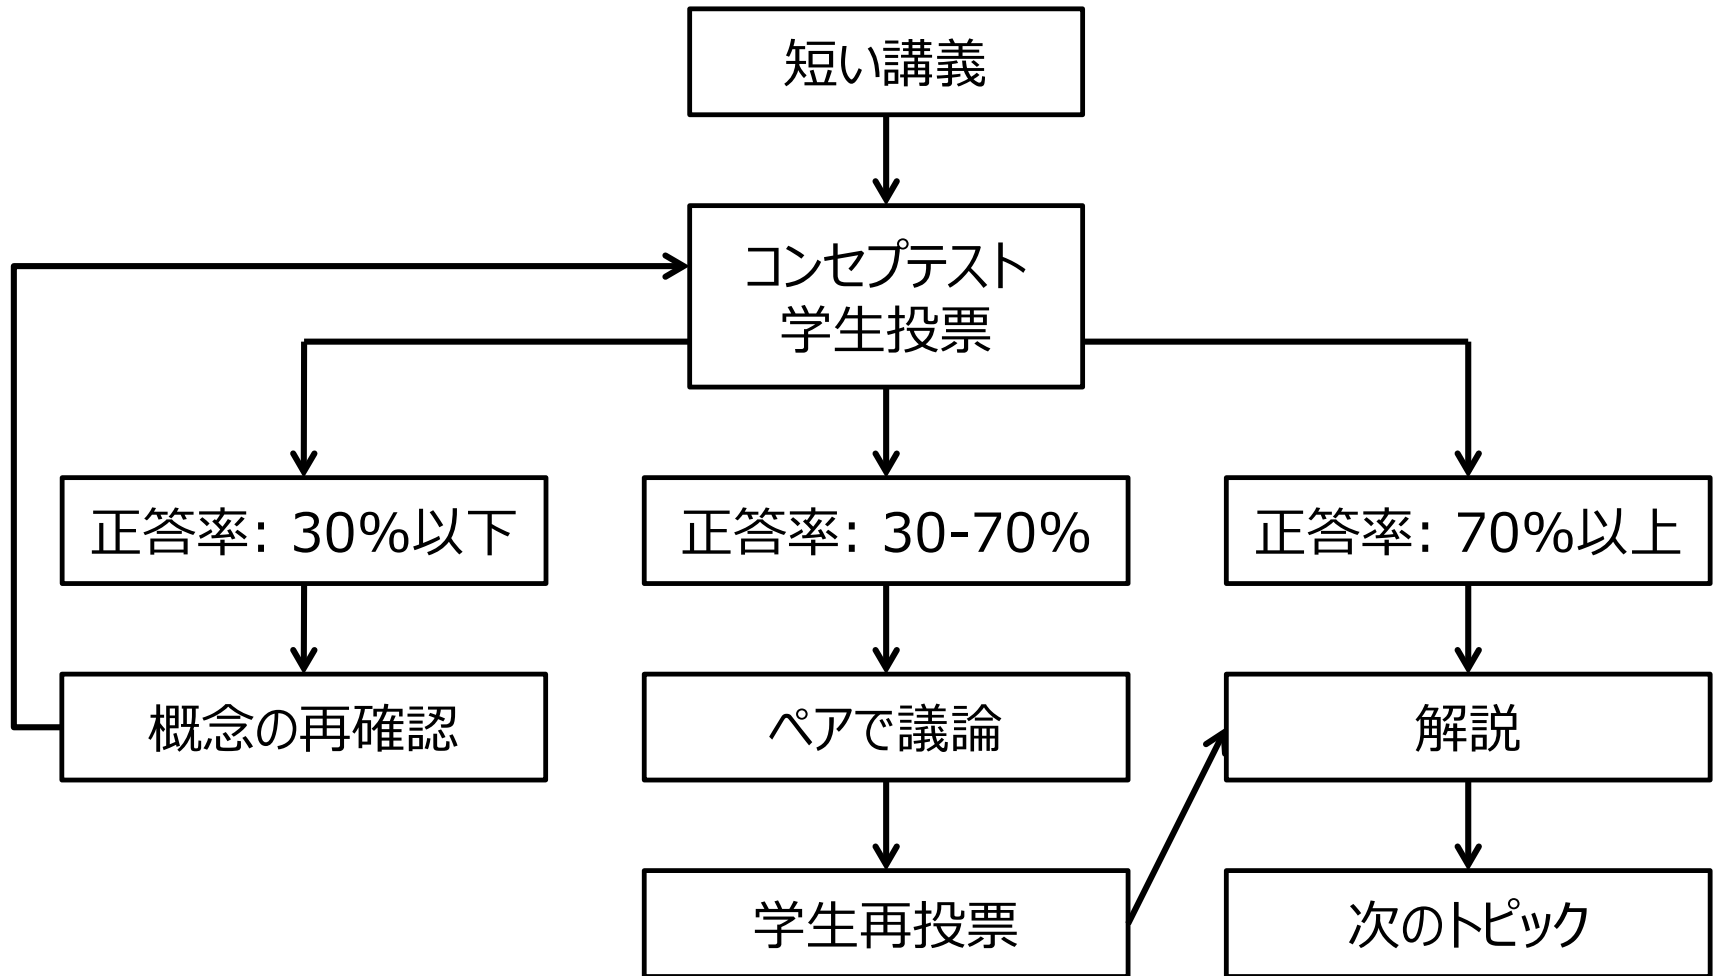 短い講義
コンセプテスト
学生投票
正答率: 30%以下
正答率: 30-70%
正答率: 70%以上
概念の再確認
ペアで議論
解説
学生再投票
次のトピック